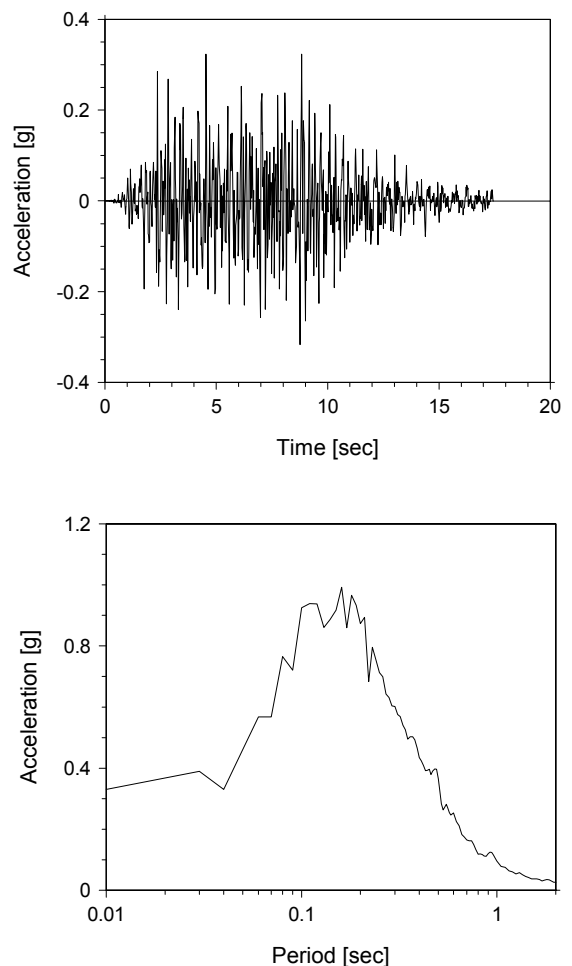 0.4
0.2
0
-0.2
-0.4
Acceleration [g]
0 5 10 15 20
Time [sec]
1.2
0.8
0.4
0
Acceleration [g]
0.01 0.1 1
Period [sec]